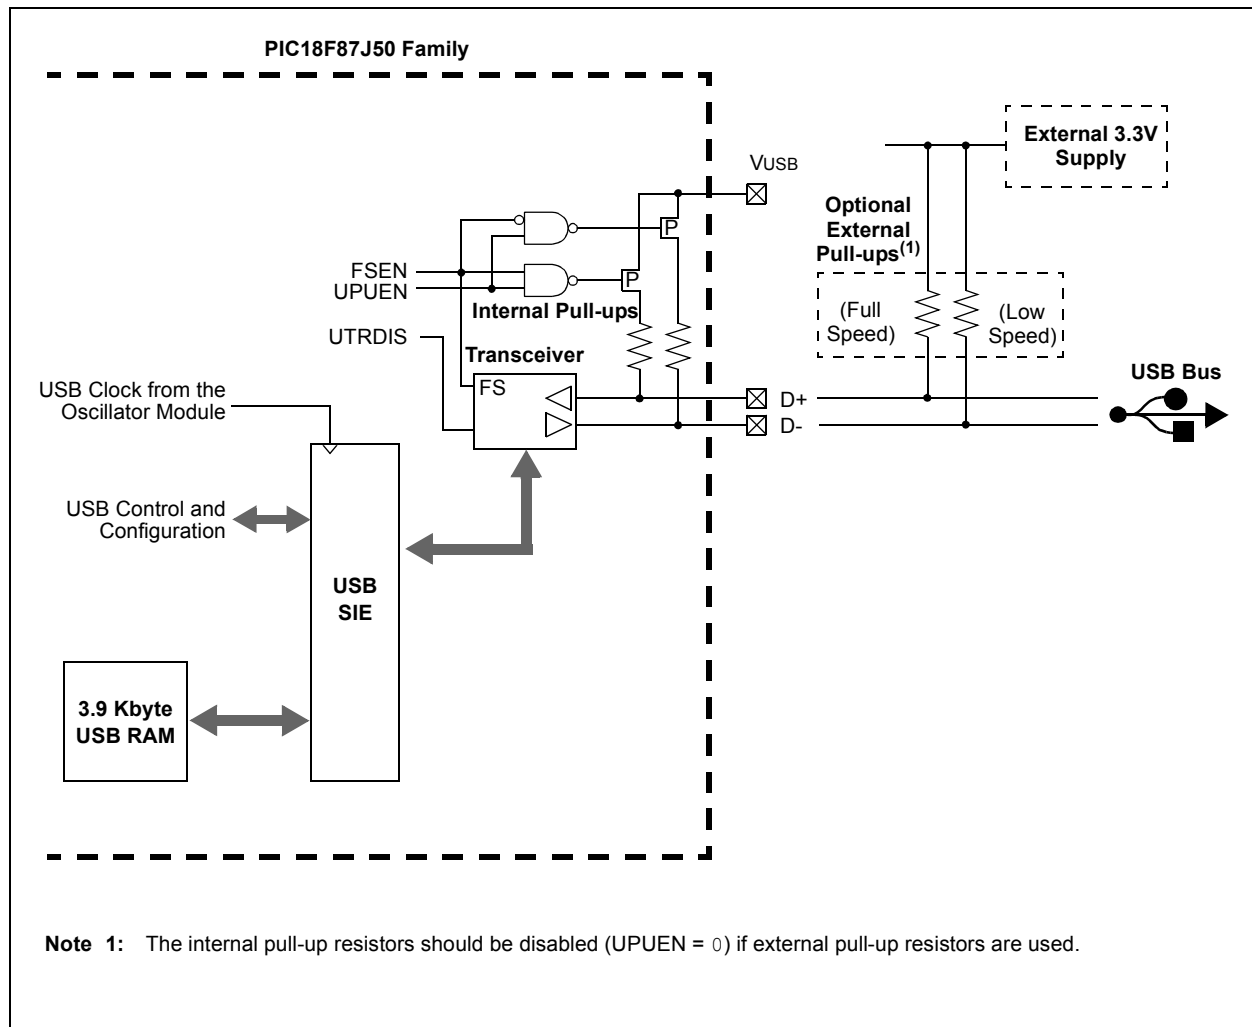 PIC18F87J50 Family
External 3.3V
Supply
VUSB
Optional
External
Pull-ups(1)
P
FSEN
UPUEN
P
Internal Pull-ups
(Full
Speed)
(Low
Speed)
UTRDIS
Transceiver
FS
USB Clock from the
Oscillator Module
D+
D-
USB Bus
USB Control and
Configuration
USB
SIE
3.9 Kbyte
USB RAM
Note 1: The internal pull-up resistors should be disabled (UPUEN = 0) if external pull-up resistors are used.